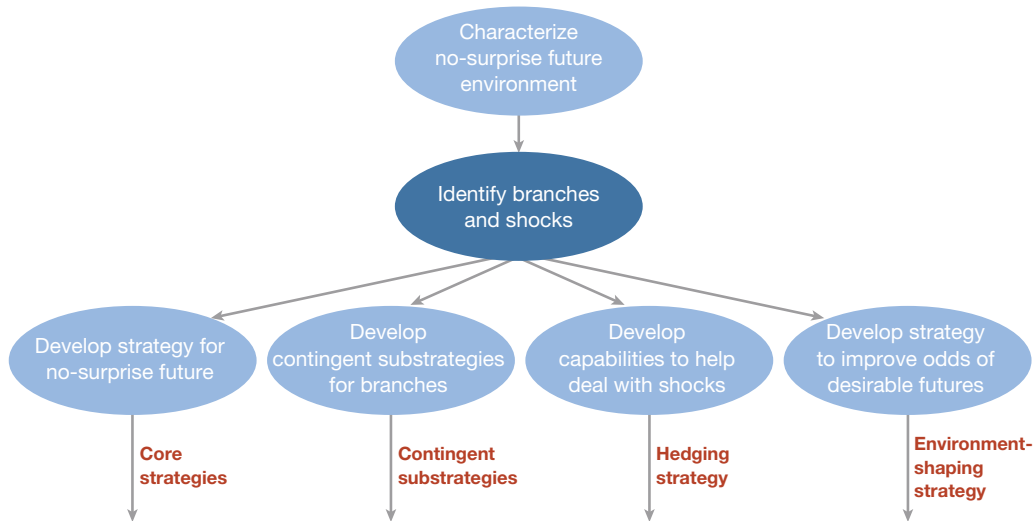 Characterize
no-surprise future
environment
Identify branches
and shocks
Develop strategy for
no-surprise future
Develop
contingent substrategies
for branches
Develop
capabilities to help
deal with shocks
Develop strategy
to improve odds of
desirable futures
Core
strategies
Contingent
substrategies
Hedging
strategy
Environment-
shaping
strategy